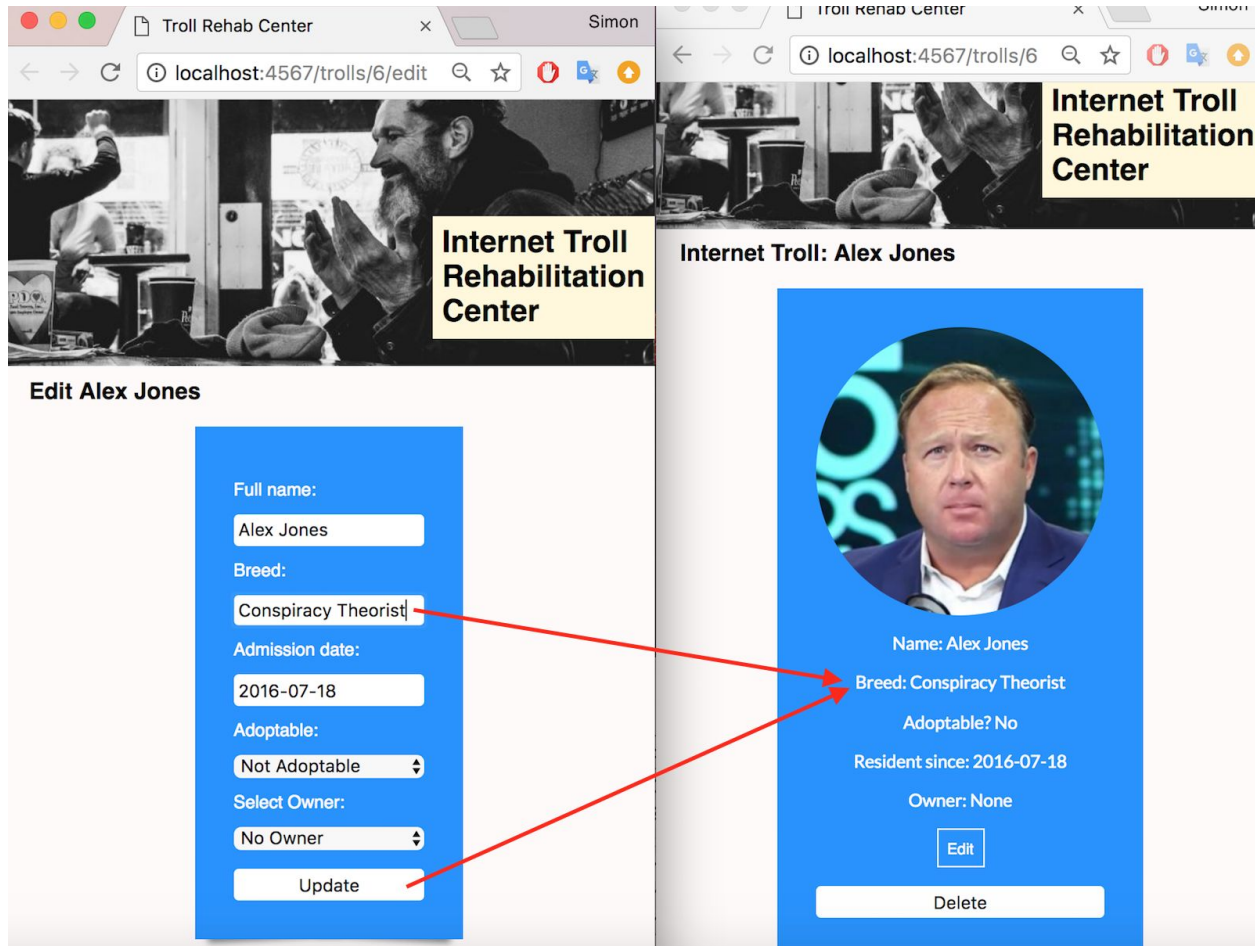 Troll Rehab Center
Simon
localhost:4567/trolls/6/edit
Internet Troll
Rehabilitation
Center
Edit Alex Jones
Full name:
Alex Jones
Breed:
Conspiracy Theorist
Admission date:
2016-07-18
Adoptable:
Not Adoptable
Select Owner:
No Owner
Update
Troll Rehab Center
Simon
localhost:4567/trolls/6
Internet Troll
Rehabilitation
Center
Internet Troll: Alex Jones
Name: Alex Jones
Breed: Conspiracy Theorist
Adoptable? No
Resident since: 2016-07-18
Owner: None
Edit
Delete